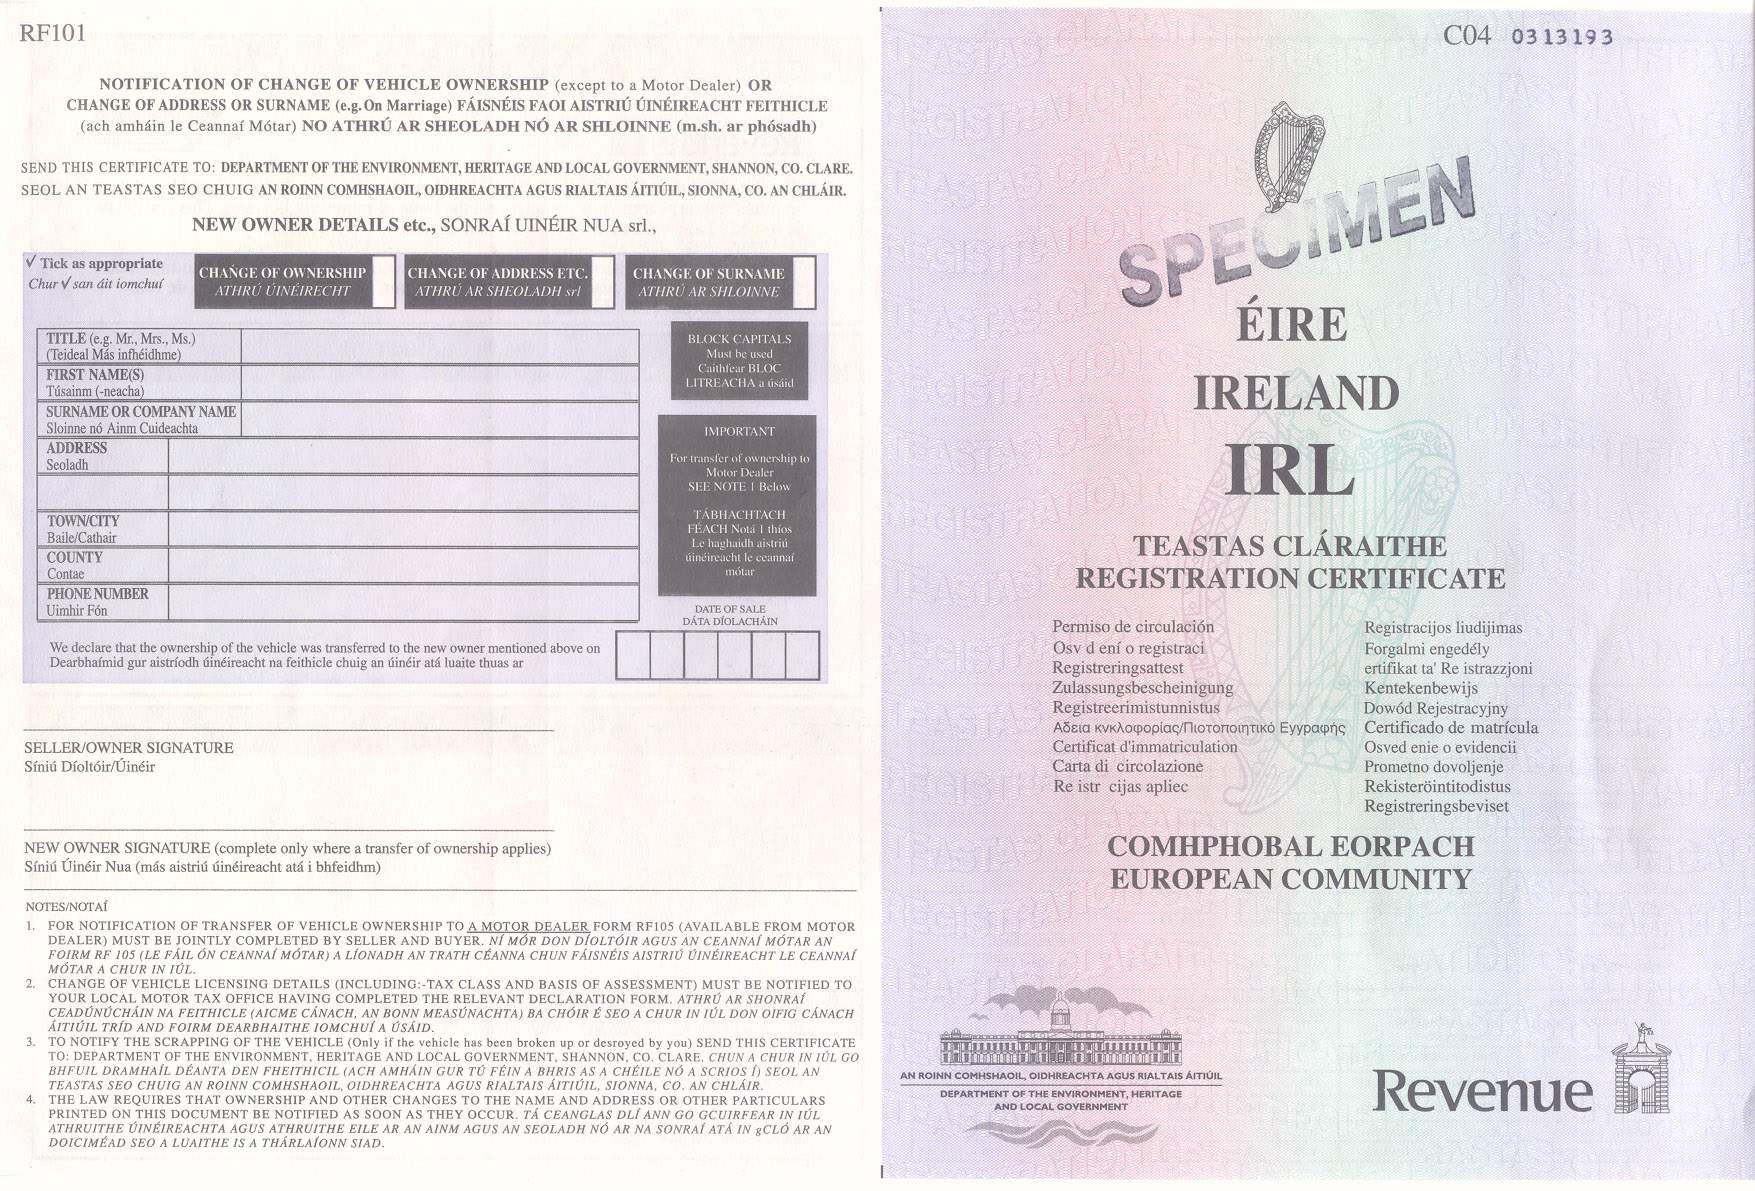 RF101
NOTIFICATION OF CHANGE OF VEHICLE OWNERSHIP (except to a Motor Dealer) OR
CHANGE OF ADDRESS OR SURNAME (e.g. On Marriage) FÁISNÉIS FAOI AISTRIÚ ÚINÉIREACHT FEITHICLE
(ach amháin le Ceannaí Mótar) NO ATHRÚ AR SHEOLADH NÓ AR SHLOINNE (m.sh. ar phósadh)
SEND THIS CERTIFICATE TO: DEPARTMENT OF THE ENVIRONMENT, HERITAGE AND LOCAL GOVERNMENT, SHANNON, CO. CLARE.
SEOL AN TEASTAS SEO CHUIG AN ROINN COMHSHAOIL, OIDHREACHTA AGUS RIALTAIS ÁITIÚIL, SIONNA, CO. AN CHLÁIR.
NEW OWNER DETAILS etc., SONRAÍ UINÉIR NUA srl.,
✓ Tick as appropriate
Chur ✓ san áit iomchuí
CHANGE OF OWNERSHIP
ATHRÚ ÚINÉIRECHT
CHANGE OF ADDRESS ETC.
ATHRÚ AR SHEOLADH srl
CHANGE OF SURNAME
ATHRÚ AR SHLOINNE
TITLE (e.g. Mr., Mrs., Ms.)
(Teideal Más infhéidhme)
FIRST NAME(S)
Túsainm (-neacha)
SURNAME OR COMPANY NAME
Sloinne nó Ainm Cuideachta
ADDRESS
Seoladh
TOWN/CITY
Baile/Cathair
COUNTY
Contae
PHONE NUMBER
Uimhir Fón
BLOCK CAPITALS
Must be used
Caithfear BLOC
LITREACHA a úsáid
IMPORTANT
For transfer of ownership to
Motor Dealer
SEE NOTE 1 Below
TÁBHACHTACH
FÉACH Nótá 1 thíos
Le haghaidh aistriú
úinéireacht le ceannaí
mótar
DATE OF SALE
DÁTA DÍOLACHÁIN
We declare that the ownership of the vehicle was transferred to the new owner mentioned above on
Dearbhaímid gur aistríodh úinéireacht na feithicle chuig an úinéir atá luaite thuas ar
SELLER/OWNER SIGNATURE
Síniú Díoltóir/Úinéir
NEW OWNER SIGNATURE (complete only where a transfer of ownership applies)
Síniú Úinéir Nua (más aistriú úinéireacht atá i bhfeidhm)
NOTES/NOTAÍ
1. FOR NOTIFICATION OF TRANSFER OF VEHICLE OWNERSHIP TO A MOTOR DEALER FORM RF105 (AVAILABLE FROM MOTOR
DEALER) MUST BE JOINTLY COMPLETED BY SELLER AND BUYER. NÍ MÓR DON DÍOLTÓIR AGUS AN CEANNAÍ MÓTAR AN
FOIRM RF 105 (LE FÁIL ÓN CEANNAÍ MÓTAR) A LÍONADH AN TRATH CÉANNA CHUN FÁISNÉIS AISTRIÚ ÚINÉIREACHT LE CEANNAÍ
MÓTAR A CHUR IN IÚL.
2. CHANGE OF VEHICLE LICENSING DETAILS (INCLUDING:-TAX CLASS AND BASIS OF ASSESSMENT) MUST BE NOTIFIED TO
YOUR LOCAL MOTOR TAX OFFICE HAVING COMPLETED THE RELEVANT DECLARATION FORM. ATHRÚ AR SHONRAÍ
CEADÚNÚCHÁIN NA FEITHICLE (AICME CÁNACH, AN BONN MEASÚNACHTA) BA CHÓIR É SEO A CHUR IN IÚL DON OIFIG CÁNACH
ÁITIÚIL TRÍD AND FOIRM DEARBHAITHE IOMCHUÍ A ÚSÁID.
3. TO NOTIFY THE SCRAPPING OF THE VEHICLE (Only if the vehicle has been broken up or desroyed by you) SEND THIS CERTIFICATE
TO: DEPARTMENT OF THE ENVIRONMENT, HERITAGE AND LOCAL GOVERNMENT, SHANNON, CO. CLARE. CHUN A CHUR IN IÚL GO
BHFUIL DRAMHAÍL DÉANTA DEN FHEITHICIL (ACH AMHÁIN GUR TÚ FÉIN A BHRIS AS A CHÉILE NÓ A SCRIOS Í) SEOL AN
TEASTAS SEO CHUIG AN ROINN COMHSHAOIL, OIDHREACHTA AGUS RIALTAIS ÁITIÚIL, SIONNA, CO. AN CHLÁIR.
4. THE LAW REQUIRES THAT OWNERSHIP AND OTHER CHANGES TO THE NAME AND ADDRESS OR OTHER PARTICULARS
PRINTED ON THIS DOCUMENT BE NOTIFIED AS SOON AS THEY OCCUR. TÁ CEANGLAS DLÍ ANN GO GCUIRFEAR IN IÚL
ATHRUITHE ÚINÉIREACHTA AGUS ATHRUITHE EILE AR AN AINM AGUS AN SEOLADH NÓ AR NA SONRAÍ ATÁ IN gCLÓ AR AN
DOICIMÉAD SEO A LUAITHE IS A THÁRLAÍONN SIAD.
C04 0313193
SPECIMEN
ÉIRE
IRELAND
IRL
TEASTAS CLÁRAITHE
REGISTRATION CERTIFICATE
Permiso de circulación
Osv d ení o registraci
Registreringsattest
Zulassungsbescheinigung
Registreerimistunnistus
Αδεια κνκλοφορίας/Πιστοποιητικό Εγγραφής
Certificat d'immatriculation
Carta di circolazione
Re istr cijas apliec
Registracijos liudijimas
Forgalmi engedély
ertifikat ta' Re istrazzjoni
Kentekenbewijs
Dowód Rejestracyjny
Certificado de matrícula
Osved enie o evidencii
Prometno dovoljenje
Rekisteröintitodistus
Registreringsbeviset
COMHPHOBAL EORPACH
EUROPEAN COMMUNITY
AN ROINN COMHSHAOIL, OIDHREACHTA AGUS RIALTAIS ÁITIÚIL
DEPARTMENT OF THE ENVIRONMENT, HERITAGE
AND LOCAL GOVERNMENT
Revenue